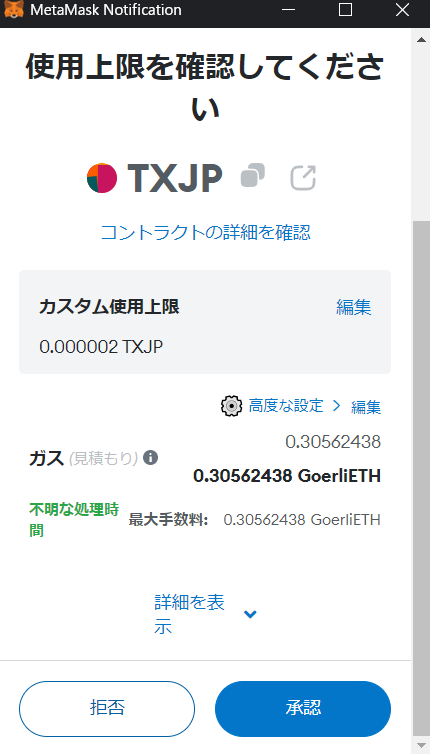 MetaMask Notification
使用上限を確認してくださ
い
TXJP
コントラクトの詳細を確認
カスタム使用上限 編集
0.000002 TXJP
高度な設定 > 編集
0.30562438
ガス (見積もり)
0.30562438 GoerliETH
不明な処理時
間
最大手数料: 0.30562438 GoerliETH
詳細を表
示
拒否 承認